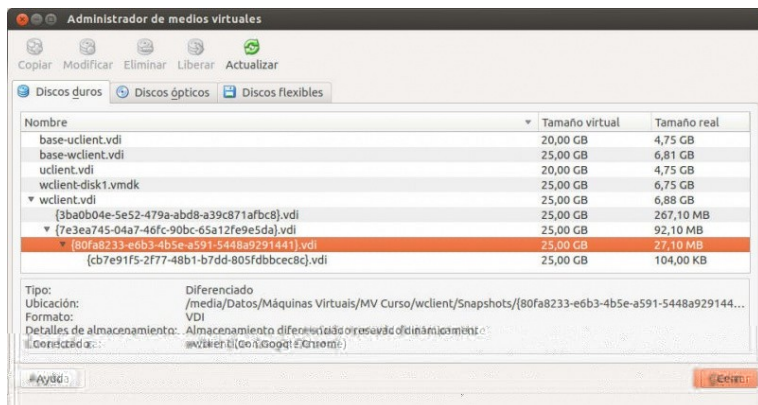 Administrador de medios virtuales
Copiar Modificar Eliminar Liberar Actualizar
Discos duros Discos ópticos Discos flexibles
Nombre Tamaño virtual Tamaño real
base-uclient.vdi 20,00 GB 4,75 GB
base-wclient.vdi 25,00 GB 6,81 GB
uclient.vdi 20,00 GB 4,75 GB
wclient-disk1.vmdk 25,00 GB 6,75 GB
wclient.vdi 25,00 GB 6,88 GB
{3ba0b04e-5e52-479a-abd8-a39c871afbc8}.vdi 25,00 GB 267,10 MB
{7e3ea745-04a7-46fc-90bc-65a12fe9e5da}.vdi 25,00 GB 92,10 MB
{80fa8233-e6b3-4b5e-a591-5448a9291441}.vdi 25,00 GB 27,10 MB
{cb7e91f5-2f77-48b1-b7dd-805fdbbcec8c}.vdi 25,00 GB 104,00 KB
Tipo: Diferenciado
Ubicación: /media/Datos/Máquinas Virtuais/MV Curso/wclient/Snapshots/{80fa8233-e6b3-4b5e-a591-5448a929144...
Formato: VDI
Detalles de almacenamiento: Almacenamiento